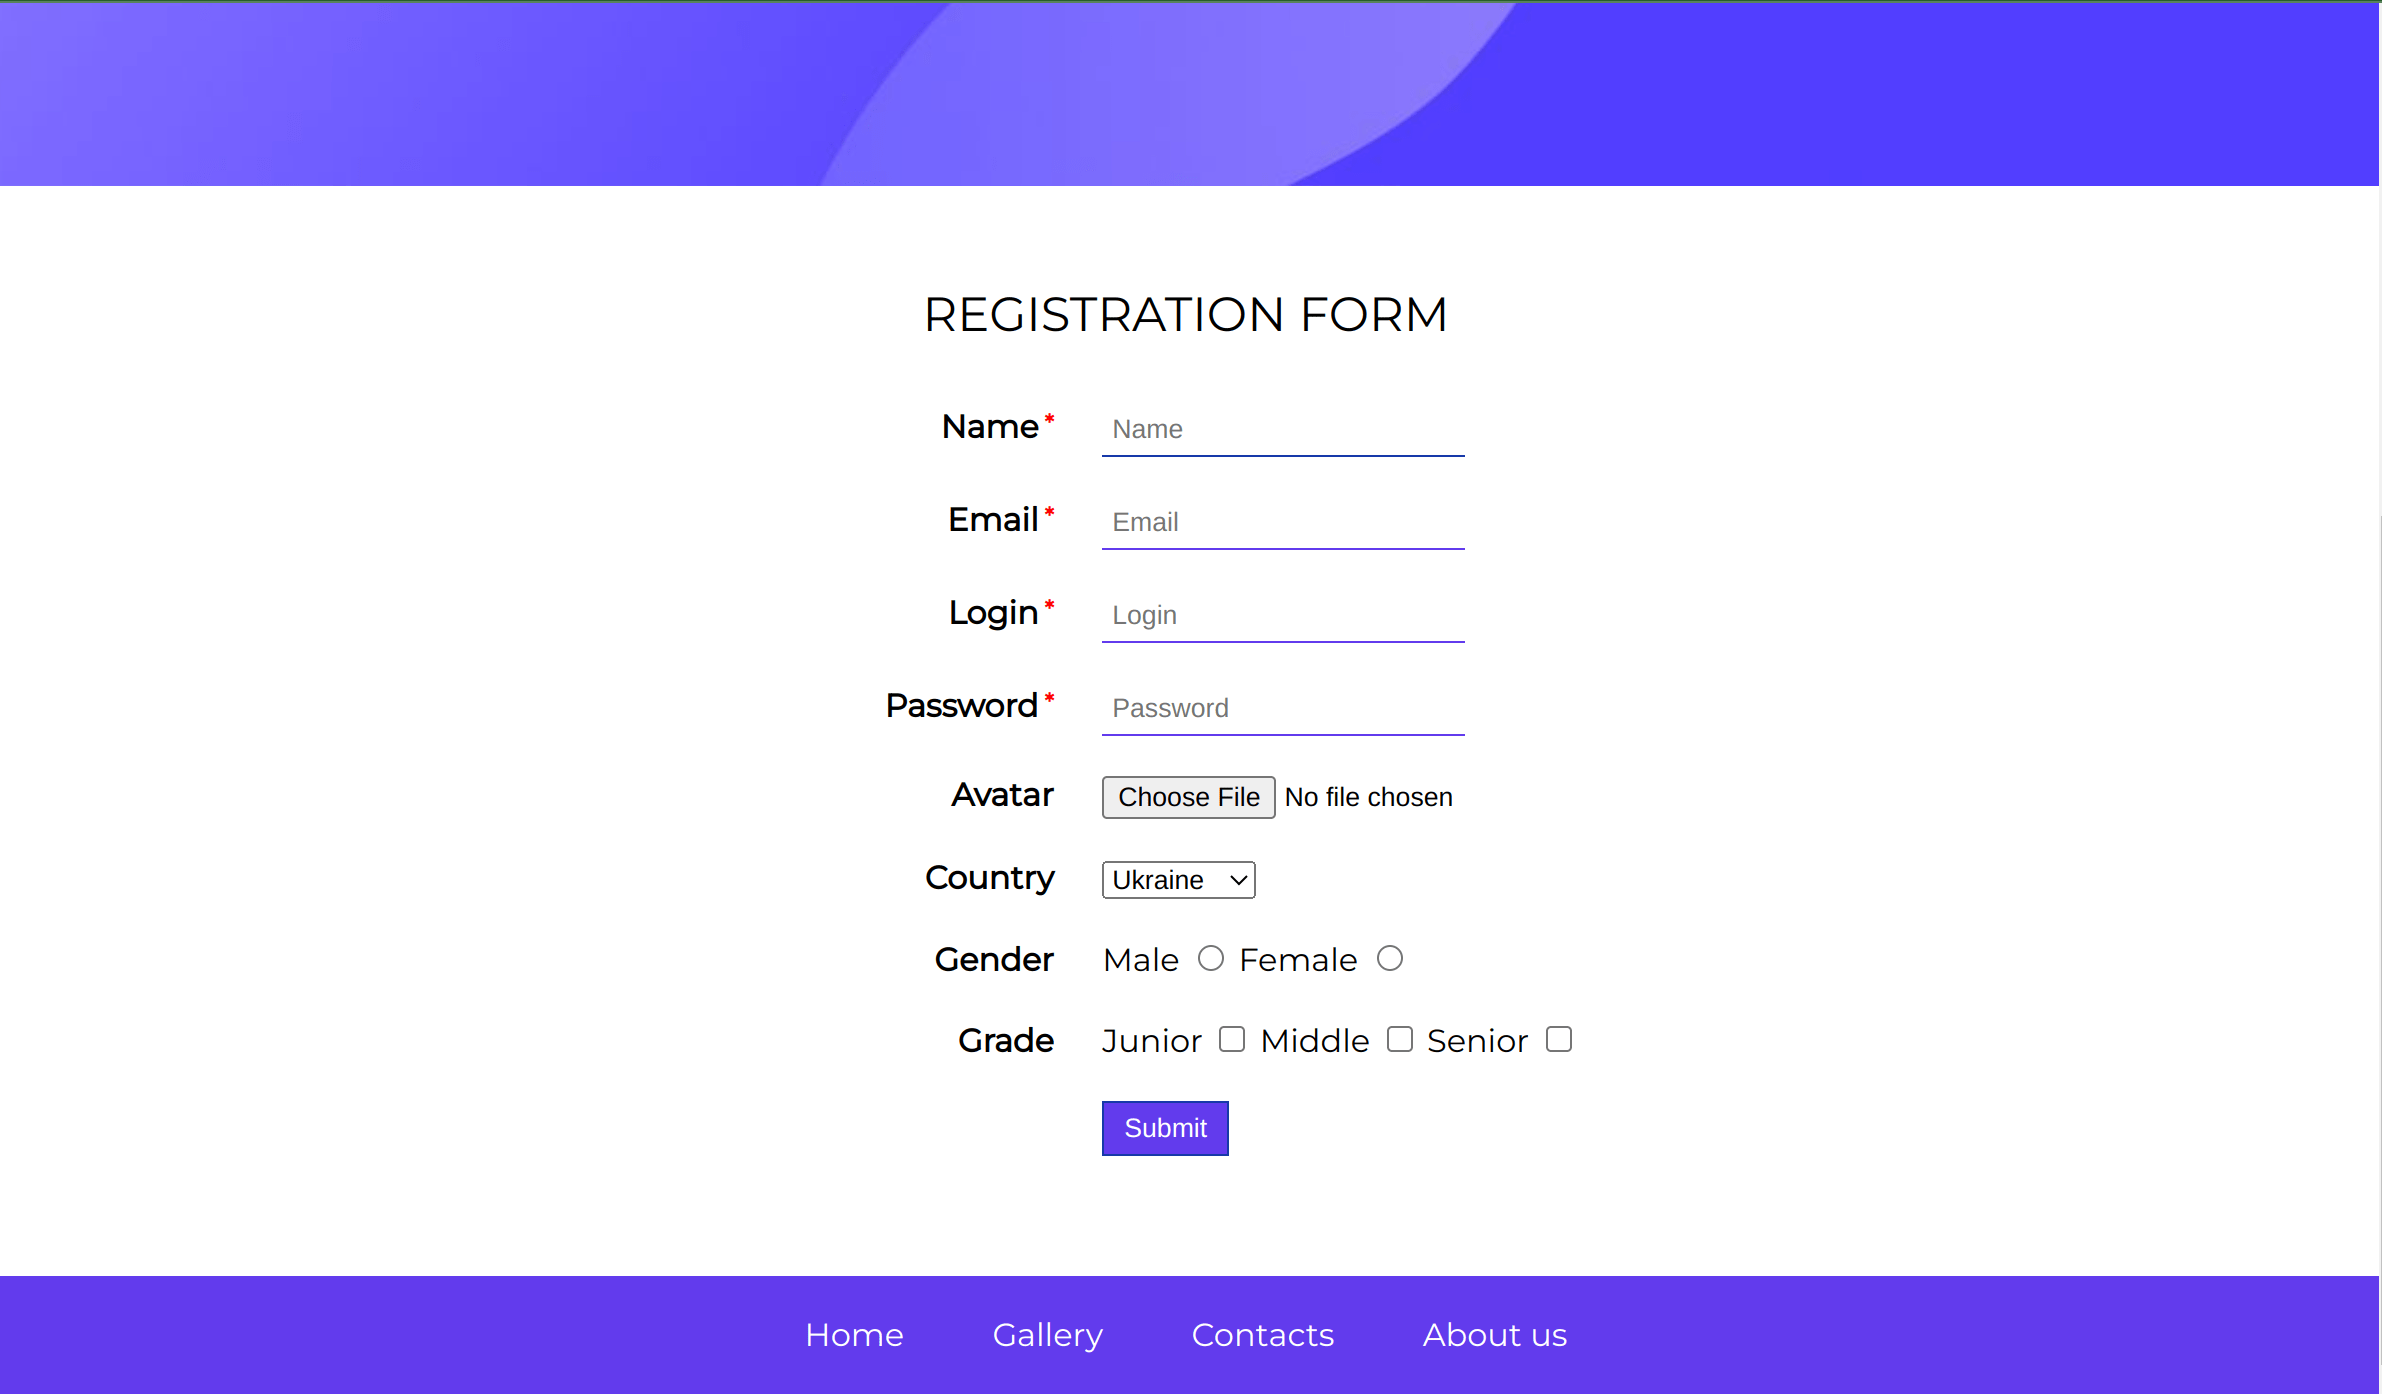 REGISTRATION FORM
Name* Name
Email* Email
Login* Login
Password* Password
Avatar Choose File No file chosen
Country Ukraine
Gender Male Female
Grade Junior Middle Senior
Submit
Home Gallery Contacts About us